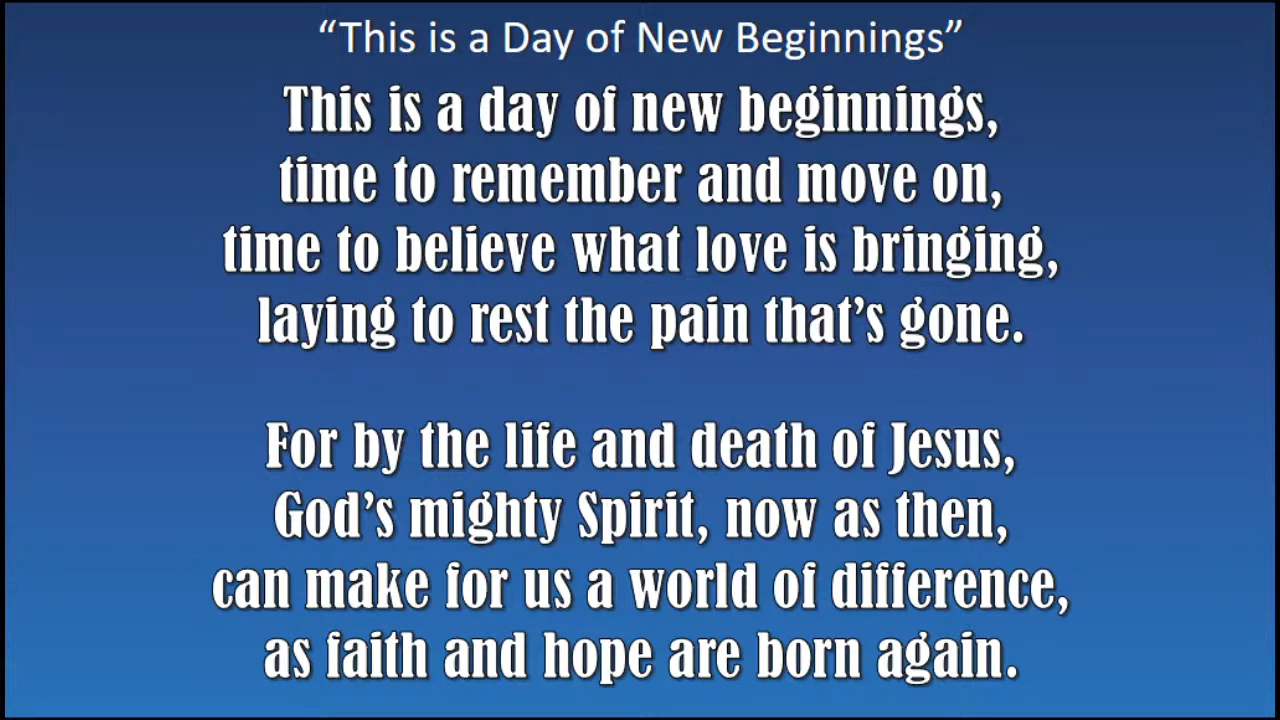 “This is a Day of New Beginnings”
This is a day of new beginnings,
time to remember and move on,
time to believe what love is bringing,
laying to rest the pain that’s gone.
For by the life and death of Jesus,
God’s mighty Spirit, now as then,
can make for us a world of difference,
as faith and hope are born again.